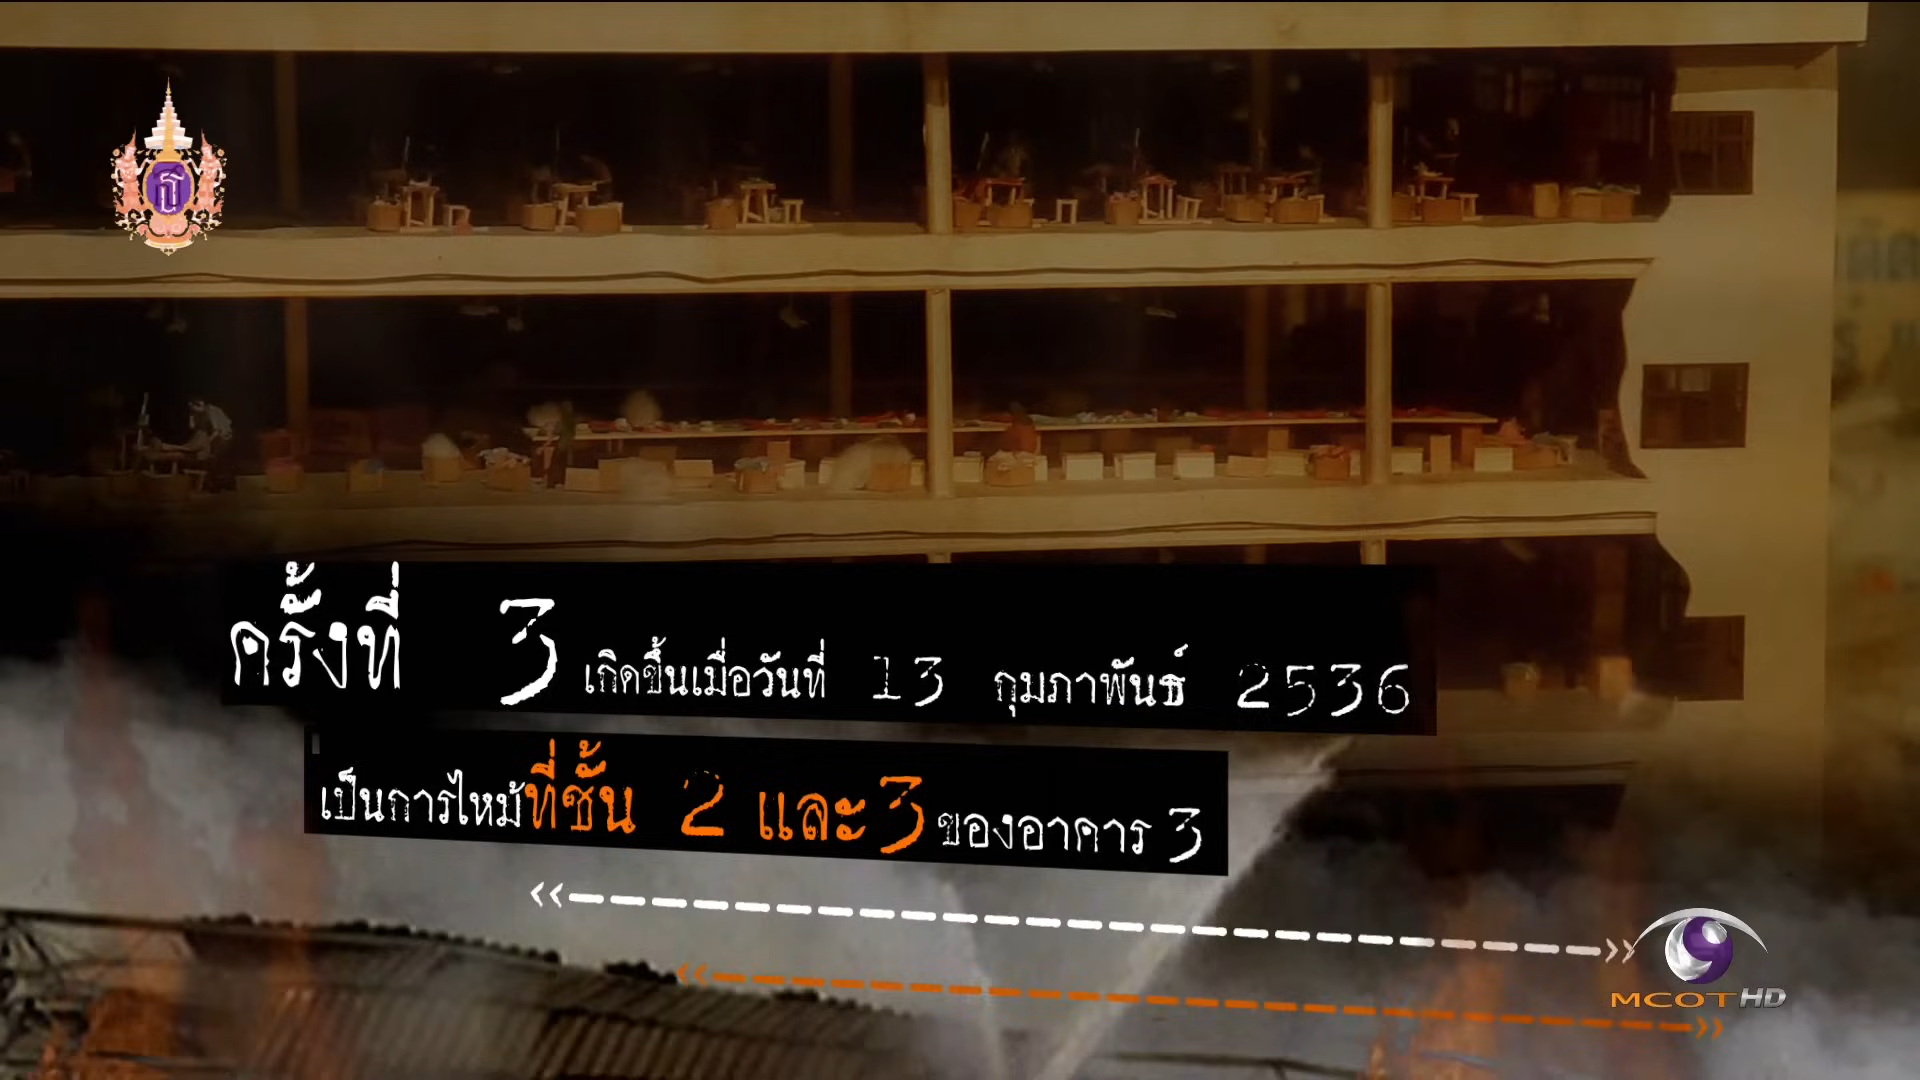 ครั้งที่ 3 เกิดขึ้นเมื่อวันที่ 13 กุมภาพันธ์ 2536
เป็นการไหม้ที่ชั้น 2 และ 3 ของอาคาร 3
MCOT HD